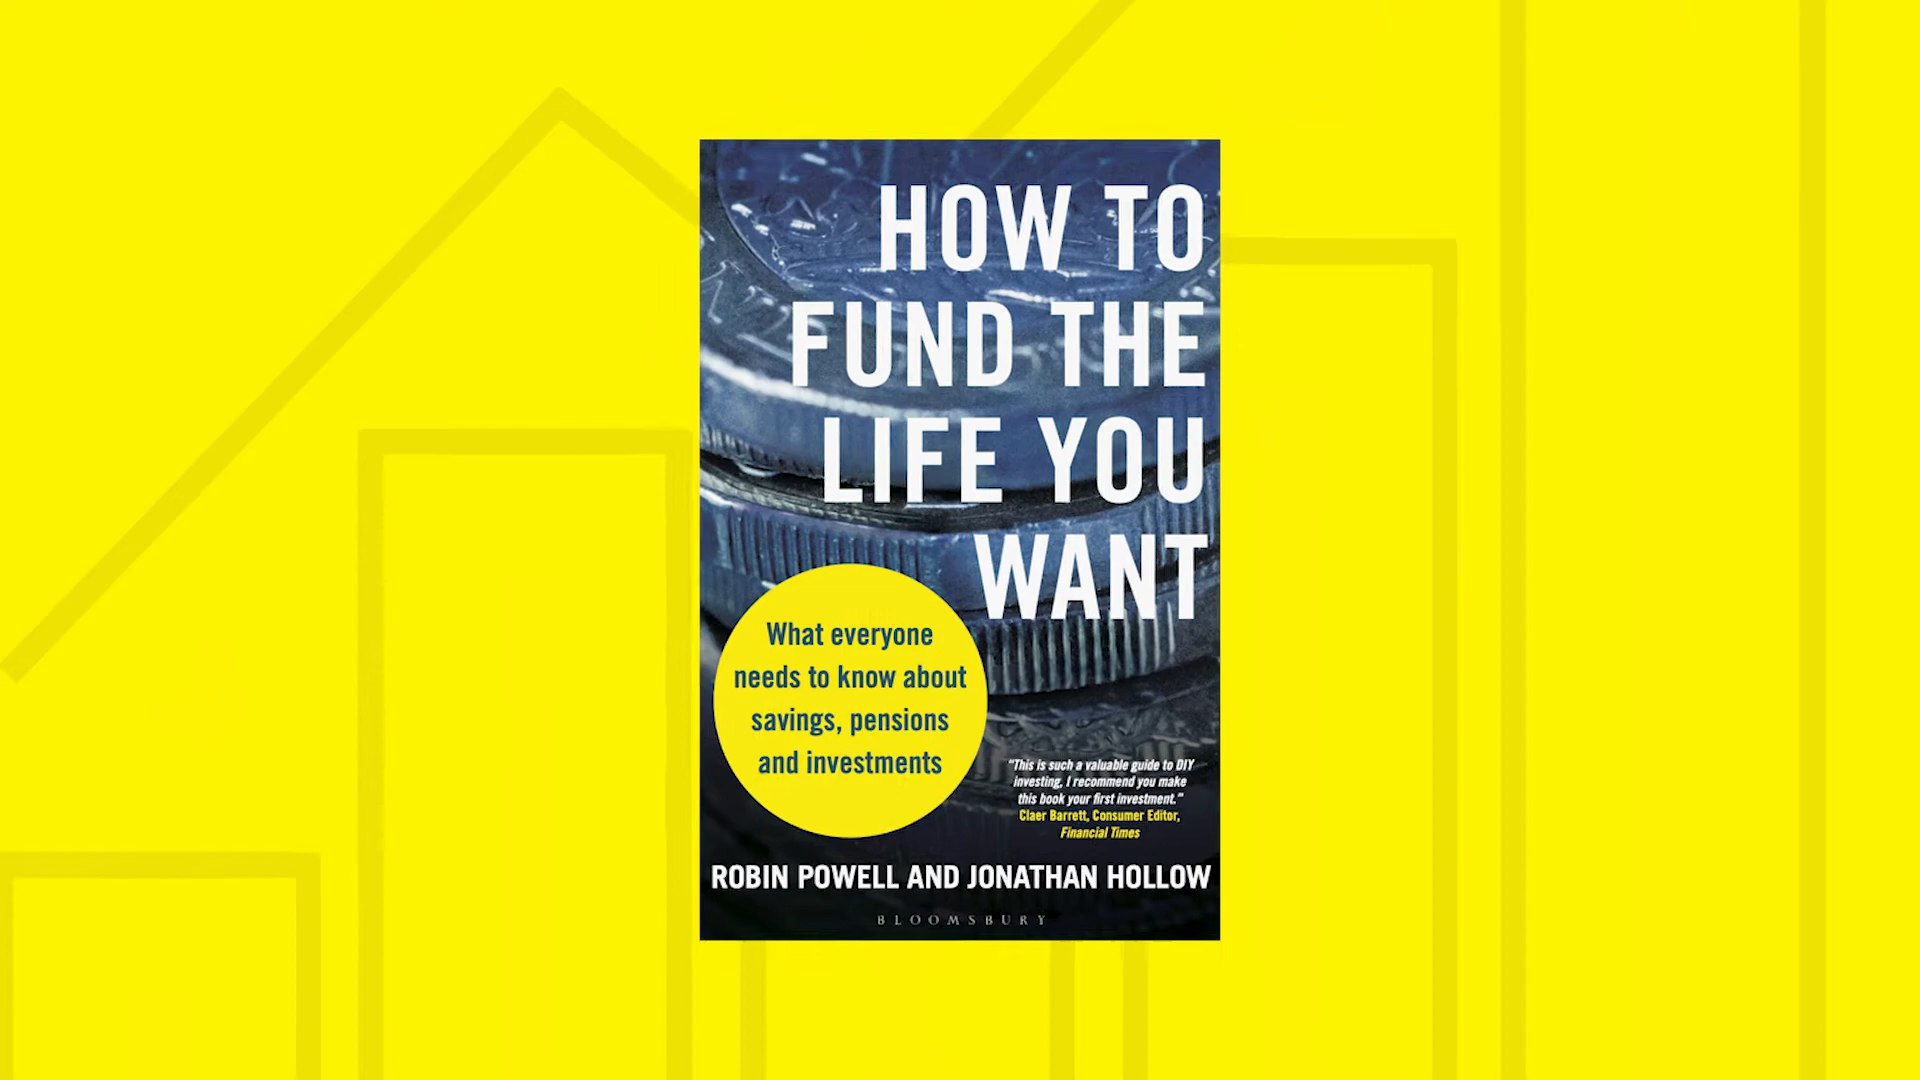 HOW TO
FUND THE
LIFE YOU
WANT
What everyone
needs to know about
savings, pensions
and investments
"This is such a valuable guide to DIY
investing, I recommend you make
this book your first investment."
Claer Barrett, Consumer Editor,
Financial Times
ROBIN POWELL AND JONATHAN HOLLOW
BLOOMSBURY